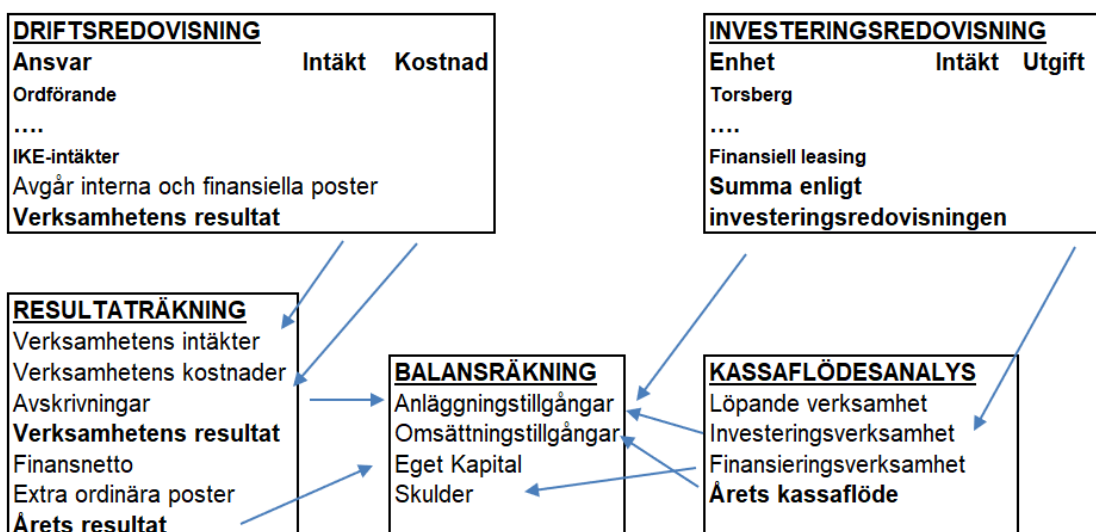 DRIFTSREDOVISNING
Ansvar Intäkt Kostnad
Ordförande
....
IKE-intäkter
Avgår interna och finansiella poster
Verksamhetens resultat
INVESTERINGSREDOVISNING
Enhet Intäkt Utgift
Torsberg
....
Finansiell leasing
Summa enligt
investeringsredovisningen
RESULTATRÄKNING
Verksamhetens intäkter
Verksamhetens kostnader
Avskrivningar
Verksamhetens resultat
Finansnetto
Extra ordinära poster
Årets resultat
BALANSRÄKNING
Anläggningstillgångar
Omsättningstillgångar
Eget Kapital
Skulder
KASSAFLÖDESANALYS
Löpande verksamhet
Investeringsverksamhet
Finansieringsverksamhet
Årets kassaflöde